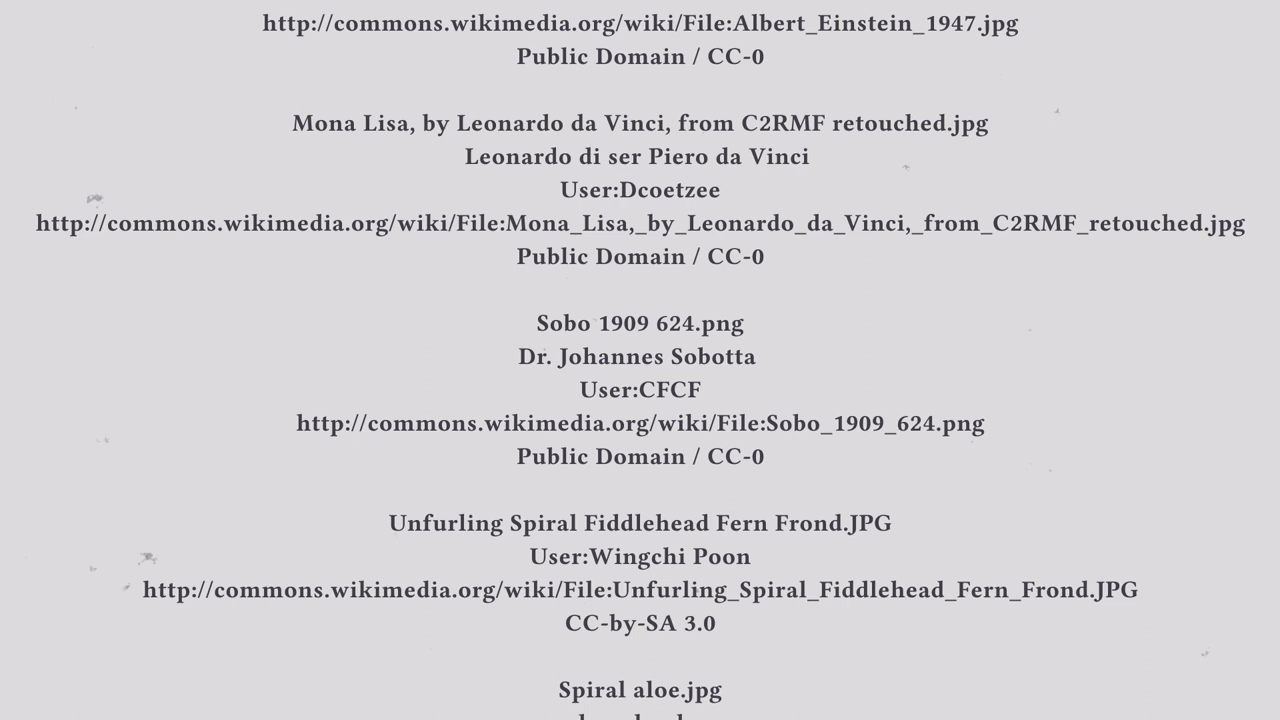 http://commons.wikimedia.org/wiki/File:Albert_Einstein_1947.jpg
Public Domain / CC-0
Mona Lisa, by Leonardo da Vinci, from C2RMF retouched.jpg
Leonardo di ser Piero da Vinci
User:Dcoetzee
http://commons.wikimedia.org/wiki/File:Mona_Lisa,_by_Leonardo_da_Vinci,_from_C2RMF_retouched.jpg
Public Domain / CC-0
Sobo 1909 624.png
Dr. Johannes Sobotta
User:CFCF
http://commons.wikimedia.org/wiki/File:Sobo_1909_624.png
Public Domain / CC-0
Unfurling Spiral Fiddlehead Fern Frond.JPG
User:Wingchi Poon
http://commons.wikimedia.org/wiki/File:Unfurling_Spiral_Fiddlehead_Fern_Frond.JPG
CC-by-SA 3.0
Spiral aloe.jpg